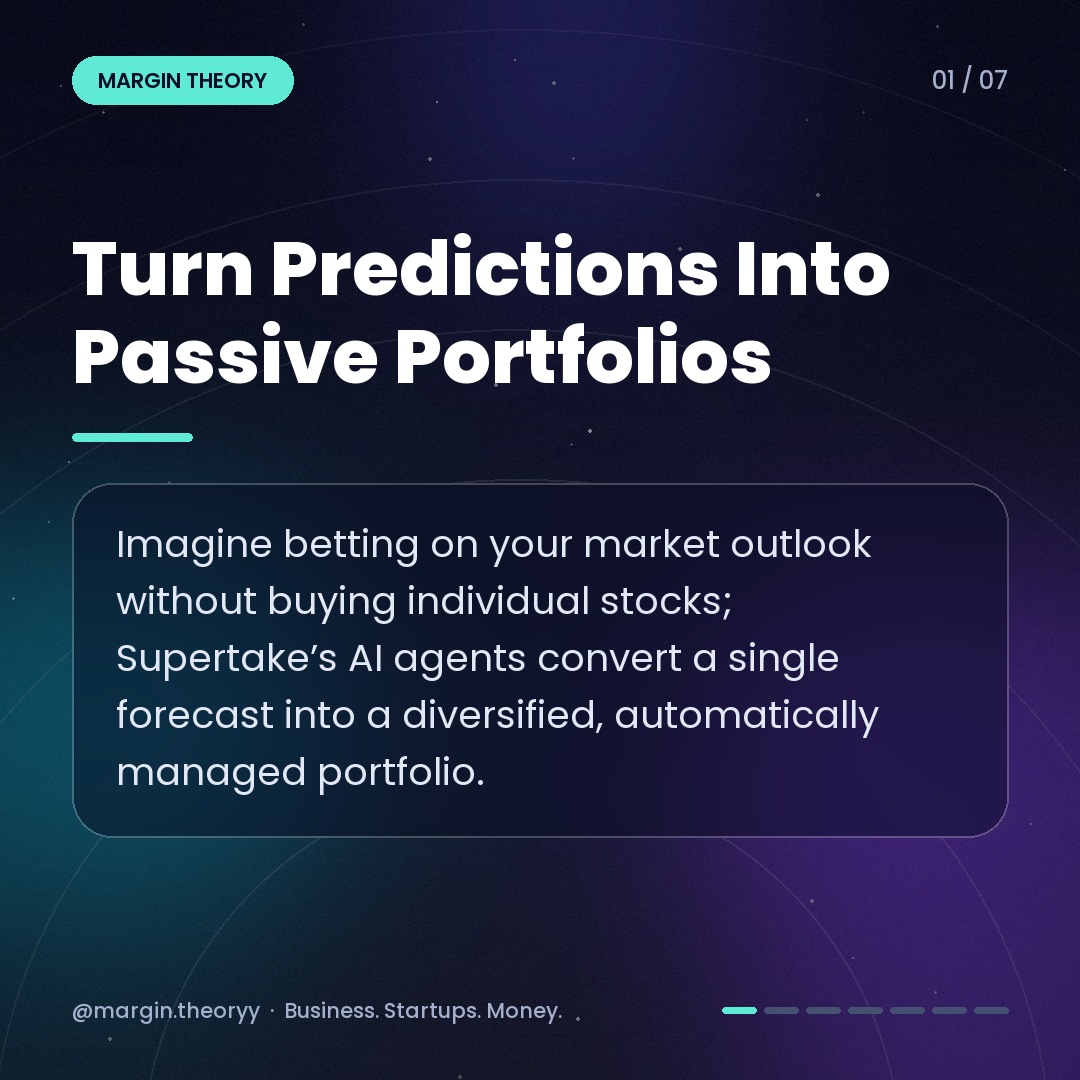 MARGIN THEORY
01 / 07
Turn Predictions Into
Passive Portfolios
Imagine betting on your market outlook
without buying individual stocks;
Supertake’s AI agents convert a single
forecast into a diversified, automatically
managed portfolio.
@margin.theoryy · Business. Startups. Money.